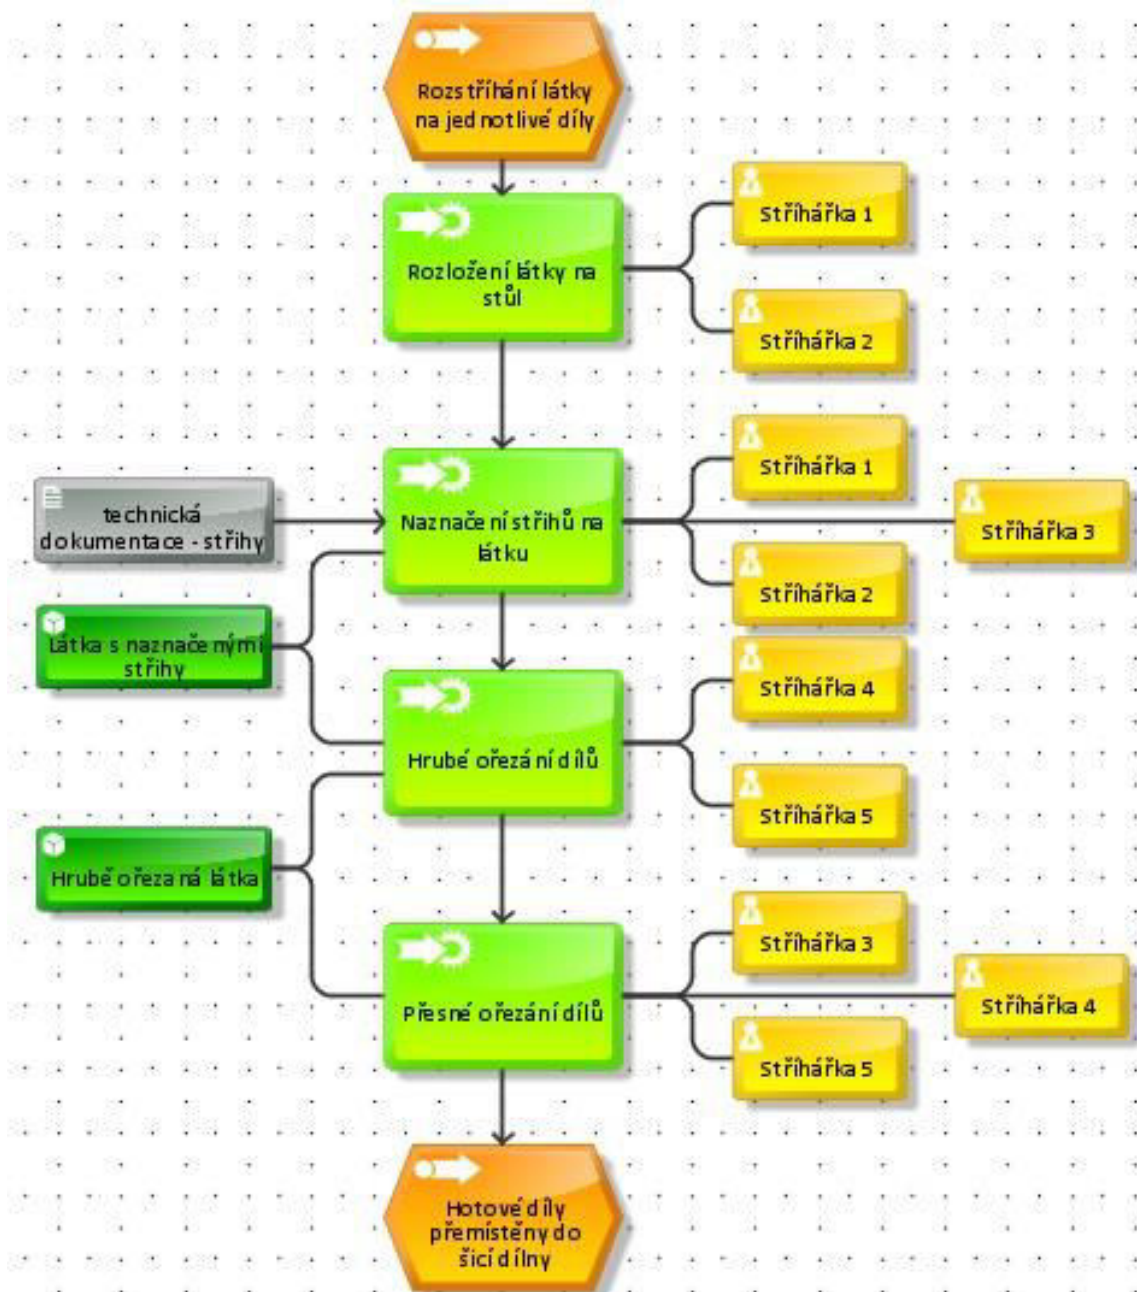 Rozstříhání látky
na jednotlivé díly
Rozložení látky na
stůl
Střihářka 1
Střihářka 2
technická
dokumentace - střihy
Naznačení střihů na
látku
Střihářka 1
Střihářka 3
Střihářka 2
Látka s naznačenými
střihy
Hrubé ořezání dílů
Střihářka 4
Střihářka 5
Hrubě ořezaná látka
Přesné ořezání dílů
Střihářka 3
Střihářka 4
Střihářka 5
Hotové díly
přemístěny do
šicí dílny